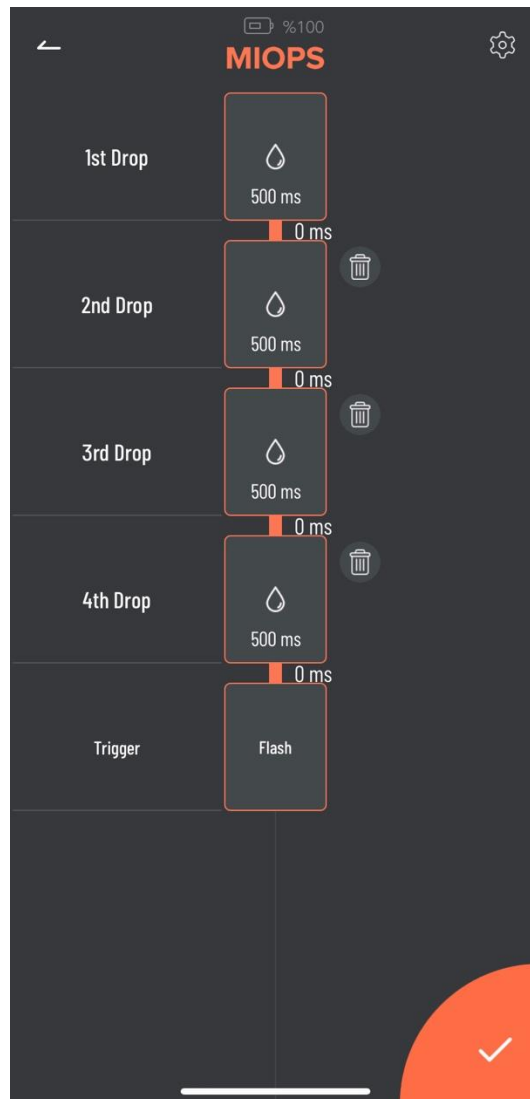 %100
MIOPS
1st Drop
500 ms
0 ms
2nd Drop
500 ms
0 ms
3rd Drop
500 ms
0 ms
4th Drop
500 ms
0 ms
Trigger
Flash